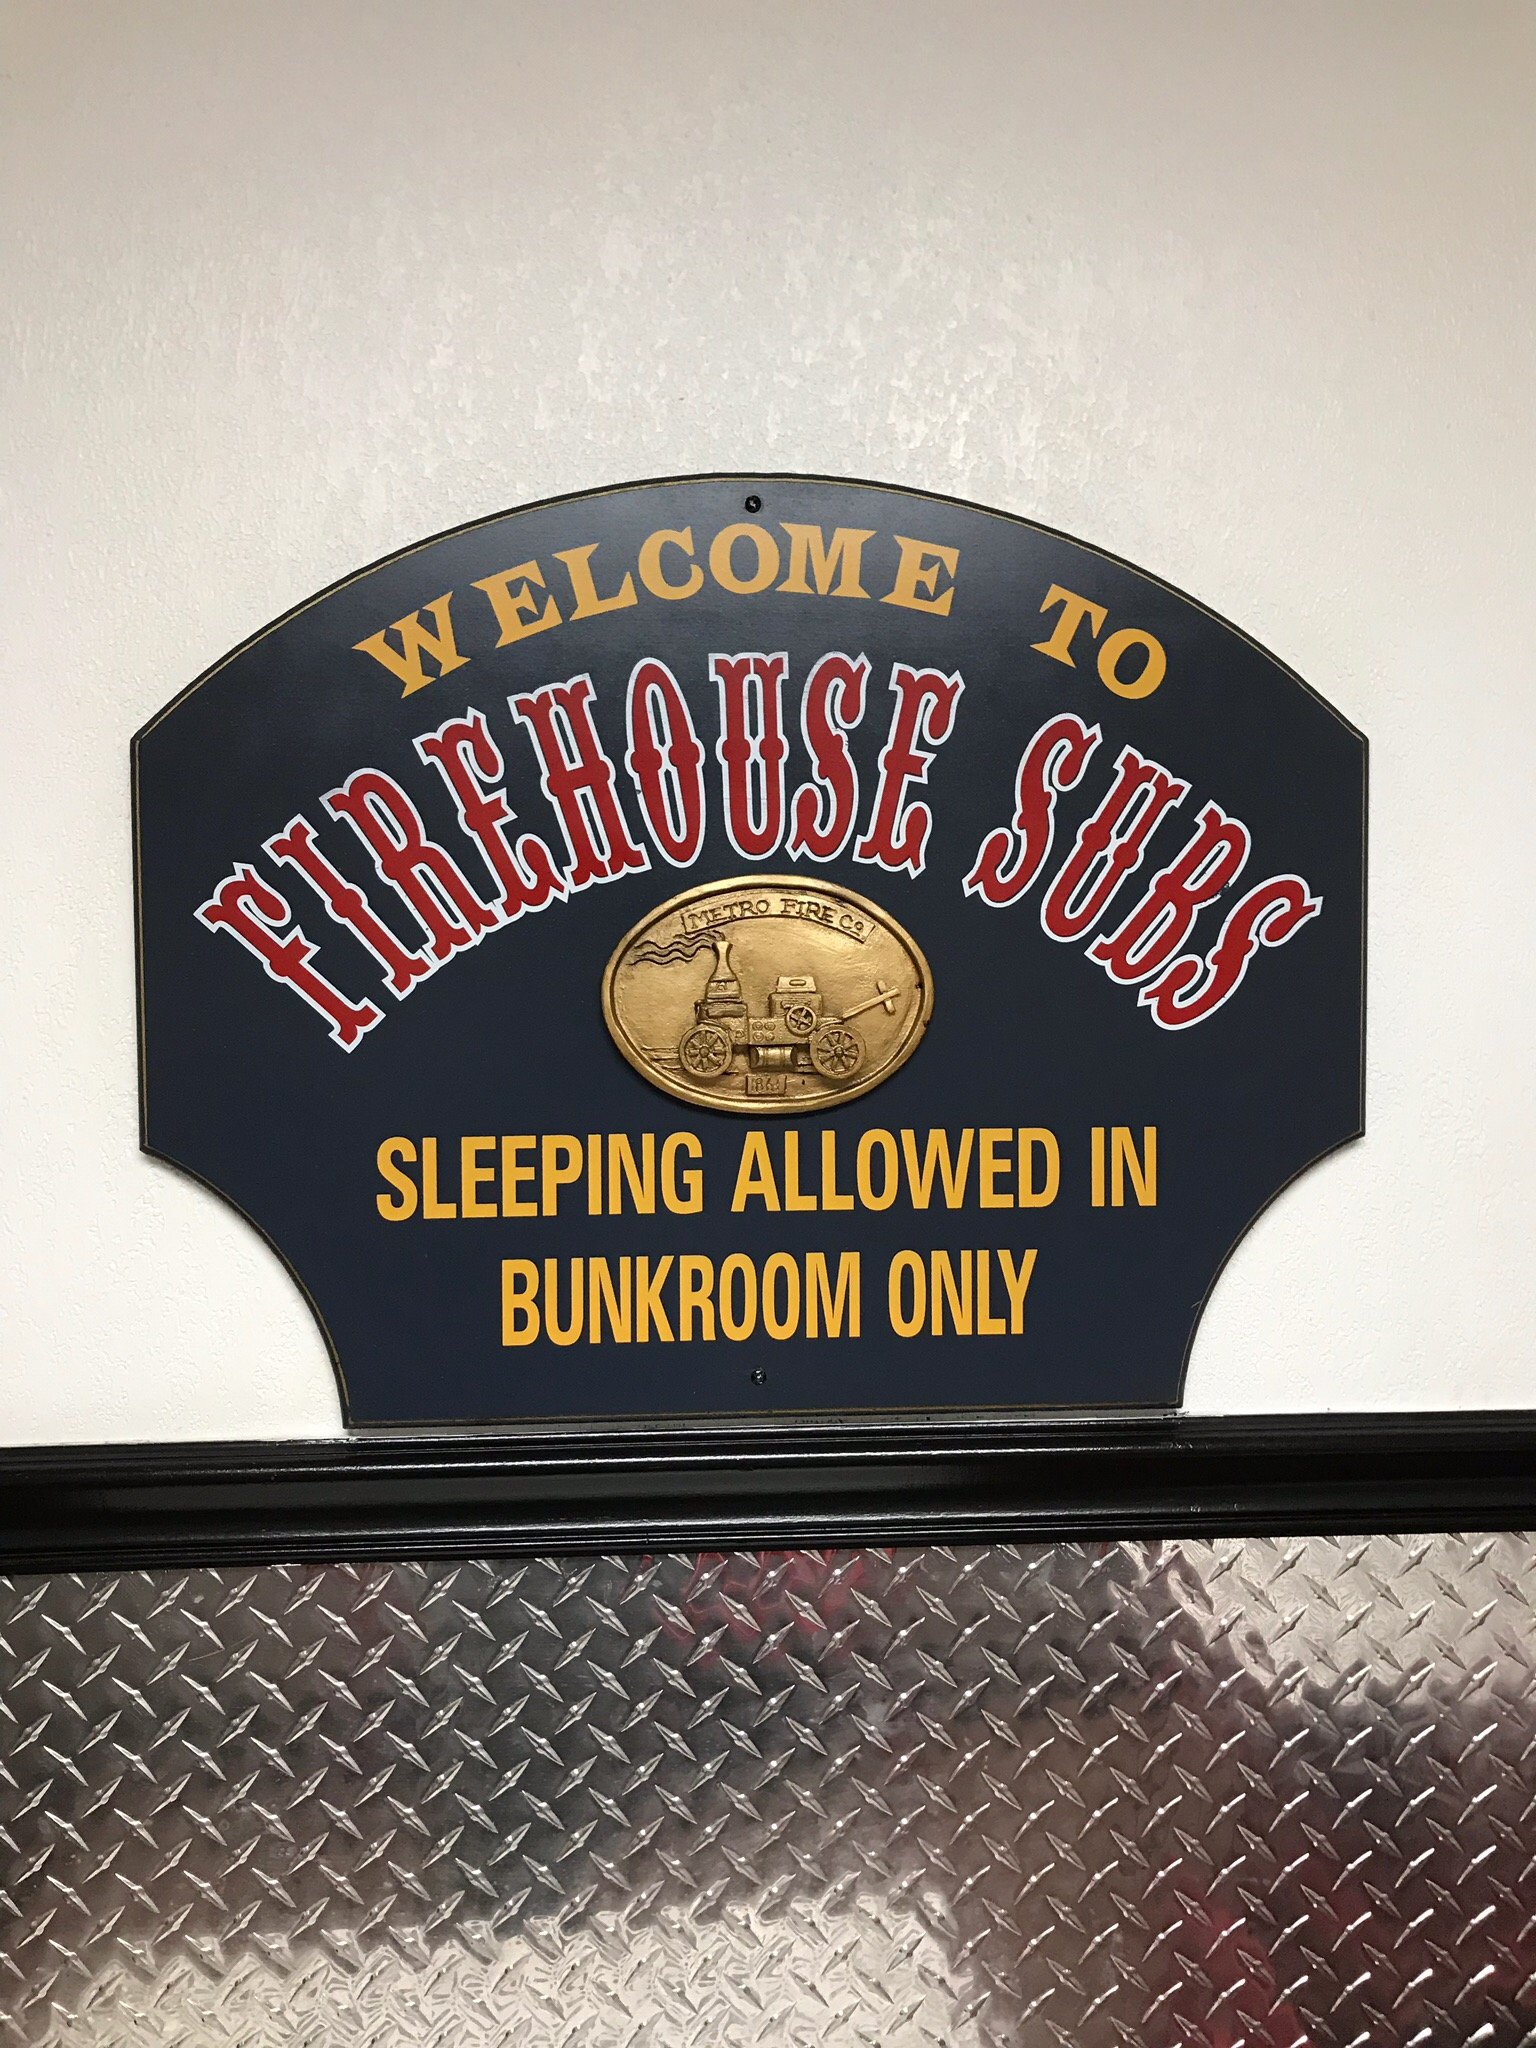 WELCOME TO
FIREHOUSE SUBS
METRO FIRE CO
SLEEPING ALLOWED IN
BUNKROOM ONLY